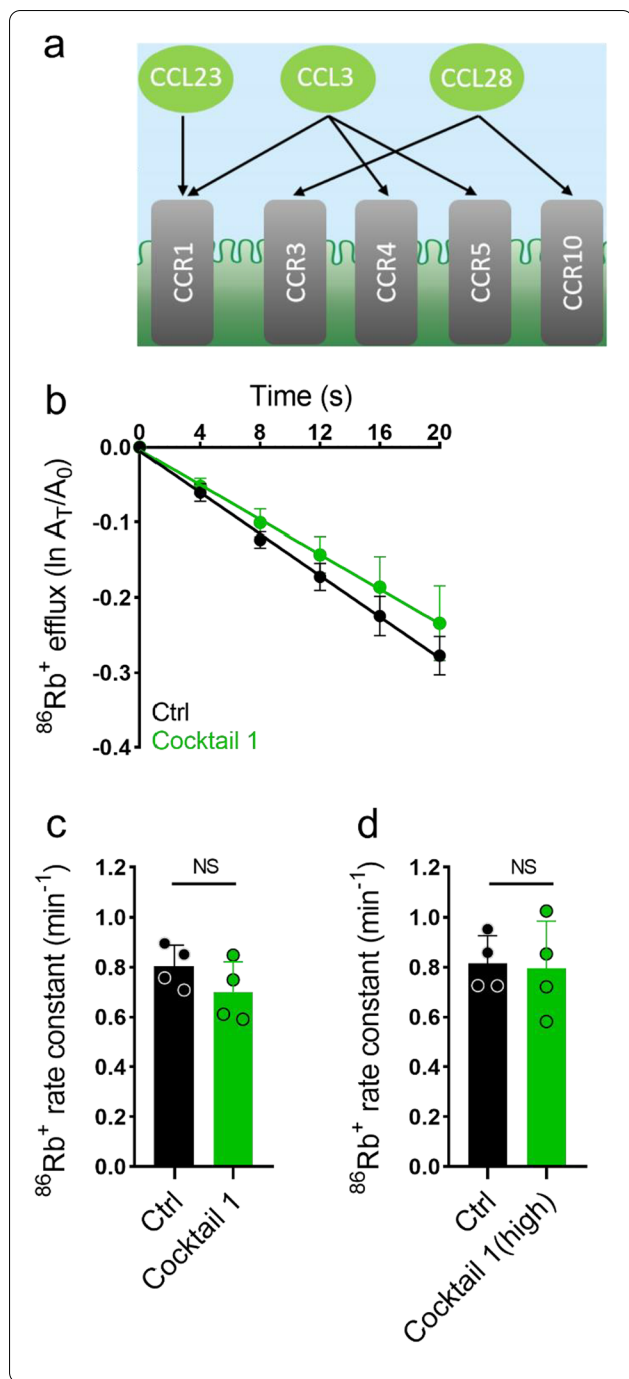 a
CCL23 CCL3 CCL28
CCR1 CCR3 CCR4 CCR5 CCR10
b
Time (s)
0 4 8 12 16 20
0.0
-0.1
-0.2
-0.3
-0.4
⁸⁶Rb⁺ efflux (ln A_T/A_0)
Ctrl
Cocktail 1
c
⁸⁶Rb⁺ rate constant (min⁻¹)
1.2
1.0
0.8
0.6
0.4
0.2
0.0
NS
Ctrl
Cocktail 1
d
⁸⁶Rb⁺ rate constant (min⁻¹)
1.2
1.0
0.8
0.6
0.4
0.2
0.0
NS
Ctrl
Cocktail 1(high)